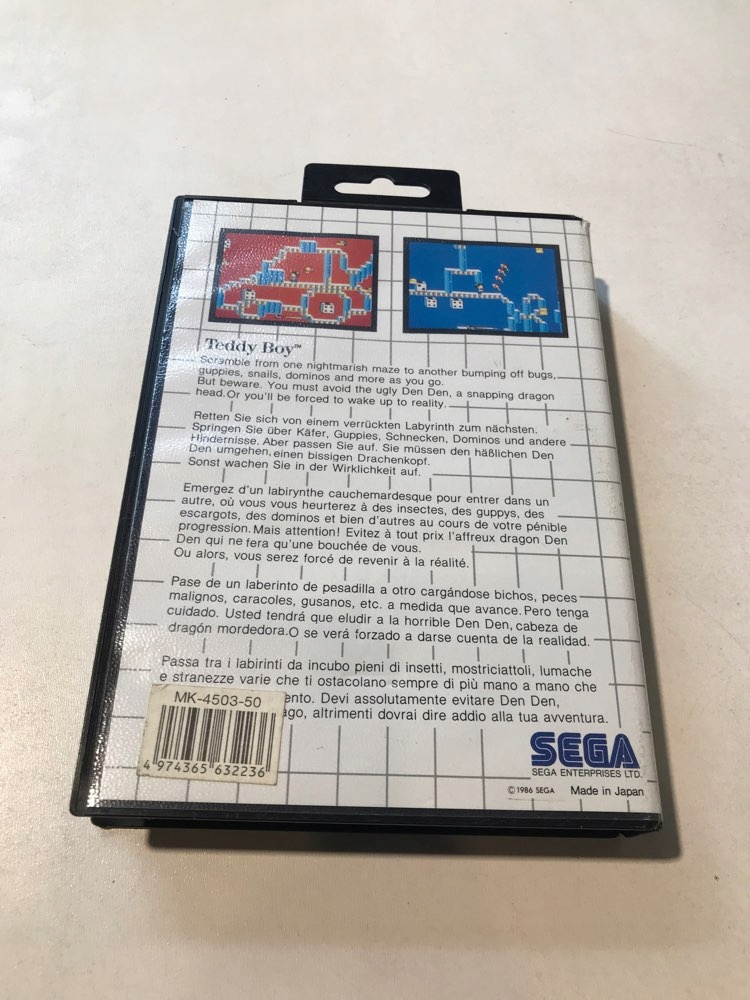 Teddy Boy™
Scramble from one nightmarish maze to another bumping off bugs,
guppies, snails, dominos and more as you go.
But beware. You must avoid the ugly Den Den, a snapping dragon
head. Or you'll be forced to wake up to reality.
Retten Sie sich von einem verrückten Labyrinth zum nächsten.
Springen Sie über Käfer, Guppies, Schnecken, Dominos und andere
Hindernisse. Aber passen Sie auf. Sie müssen den häßlichen Den
Den umgehen, einen bissigen Drachenkopf.
Sonst wachen Sie in der Wirklichkeit auf.
Emergez d'un labirynthe cauchemardesque pour entrer dans un
autre, où vous vous heurterez à des insectes, des guppys, des
escargots, des dominos et bien d'autres au cours de votre pénible
progression. Mais attention! Evitez à tout prix l'affreux dragon Den
Den qui ne fera qu'une bouchée de vous.
Ou alors, vous serez forcé de revenir à la réalité.
Pase de un laberinto de pesadilla a otro cargándose bichos, peces
malignos, caracoles, gusanos, etc. a medida que avance. Pero tenga
cuidado. Usted tendrá que eludir a la horrible Den Den, cabeza de
dragón mordedora. O se verá forzado a darse cuenta de la realidad.
Passa tra i labirinti da incubo pieni di insetti, mostriciattoli, lumache
e stranezze varie che ti ostacolano sempre di più mano a mano che
ento. Devi assolutamente evitare Den Den,
ago, altrimenti dovrai dire addio alla tua avventura.
MK-4503-50
4 974365 632236
SEGA
SEGA ENTERPRISES LTD.
©1986 SEGA Made in Japan